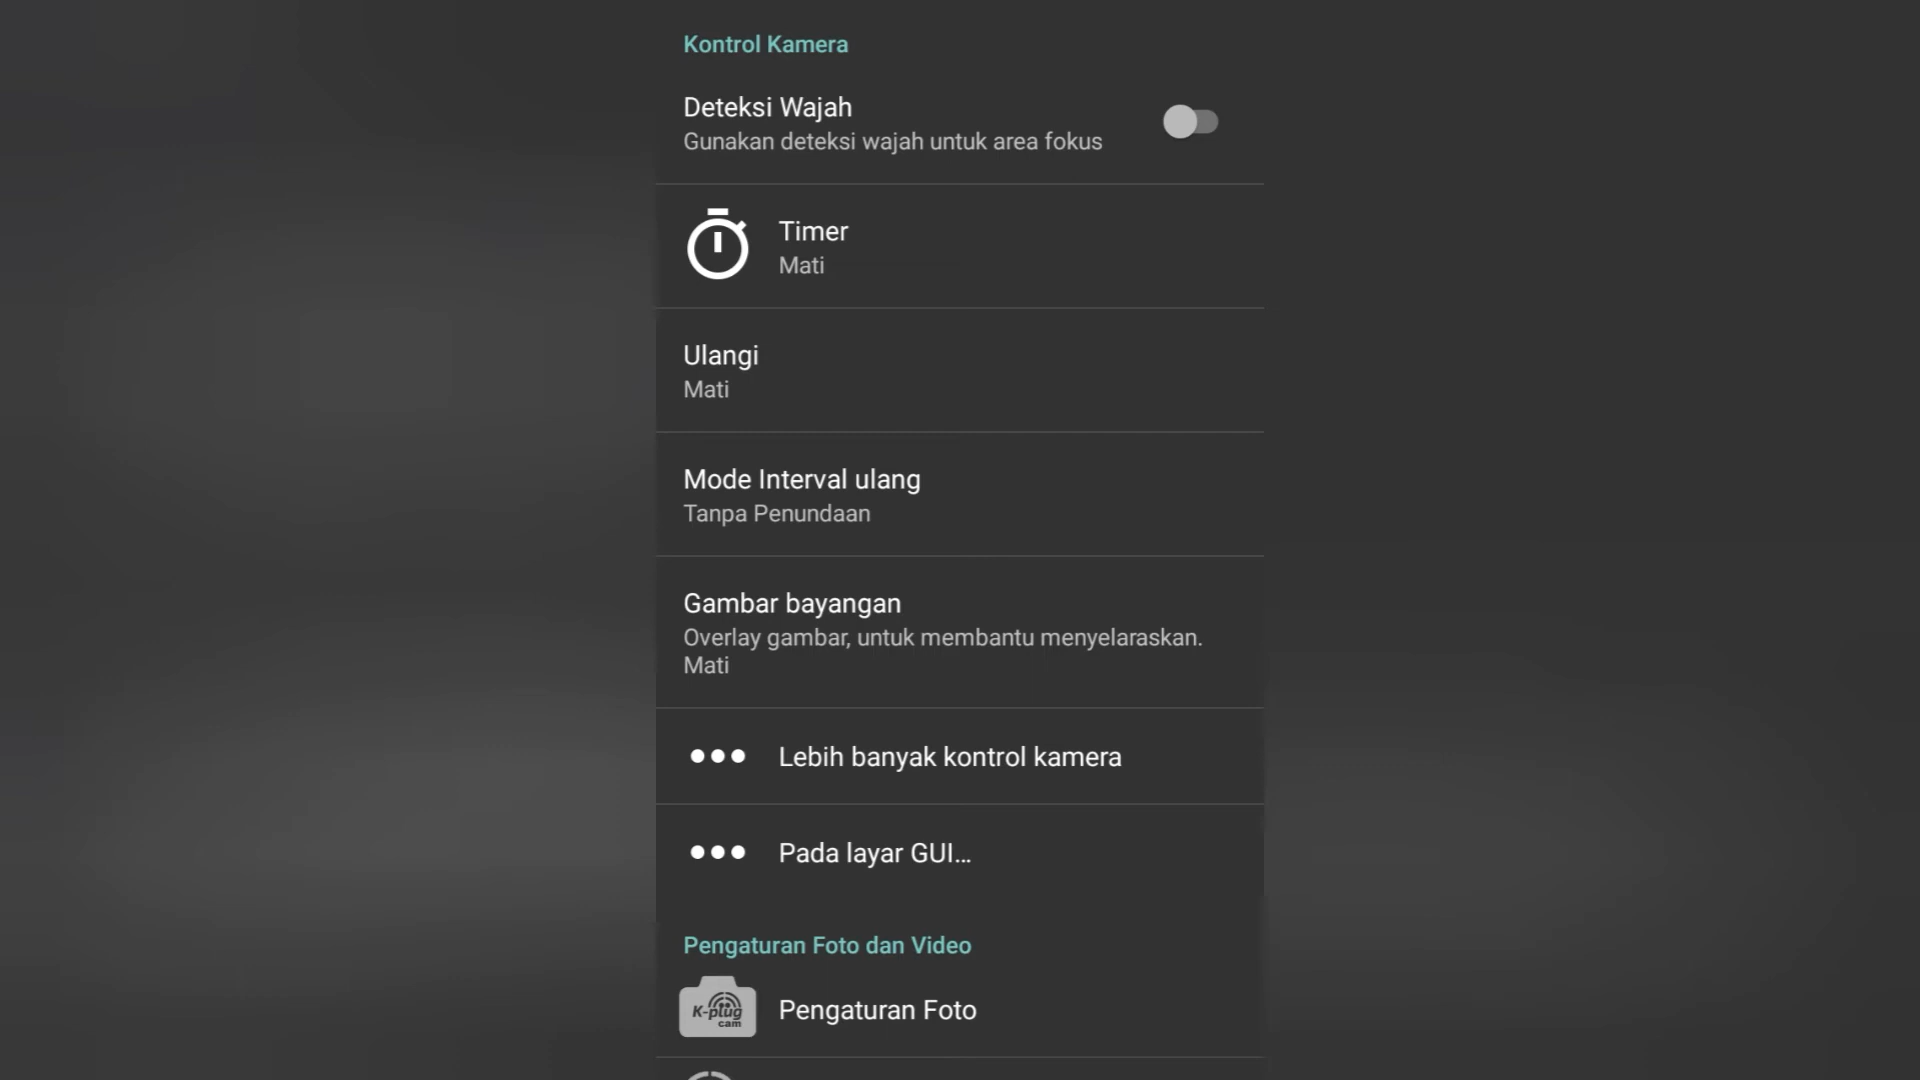 Kontrol Kamera
Deteksi Wajah
Gunakan deteksi wajah untuk area fokus
Timer
Mati
Ulangi
Mati
Mode Interval ulang
Tanpa Penundaan
Gambar bayangan
Overlay gambar, untuk membantu menyelaraskan.
Mati
Lebih banyak kontrol kamera
Pada layar GUI...
Pengaturan Foto dan Video
K-plug
cam
Pengaturan Foto